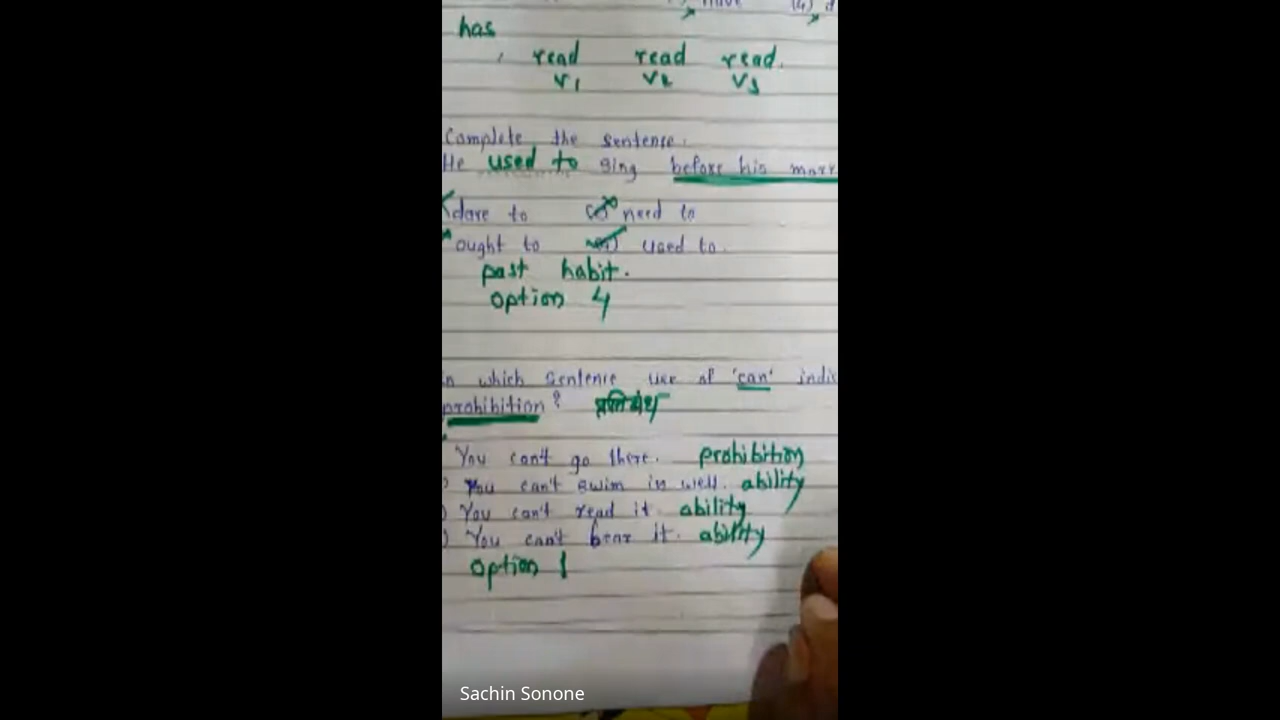 has
, read read read.
V1 V2 V3
Complete the sentence.
He used to sing before his marr
dare to need to
ought to used to.
past habit.
option 4
in which sentence use of 'can' indi
prohibition? प्रतिबंध
You can't go there. prohibition
You can't swim in well. ability
) You can't read it. ability
) You can't bear it. ability
option 1
Sachin Sonone